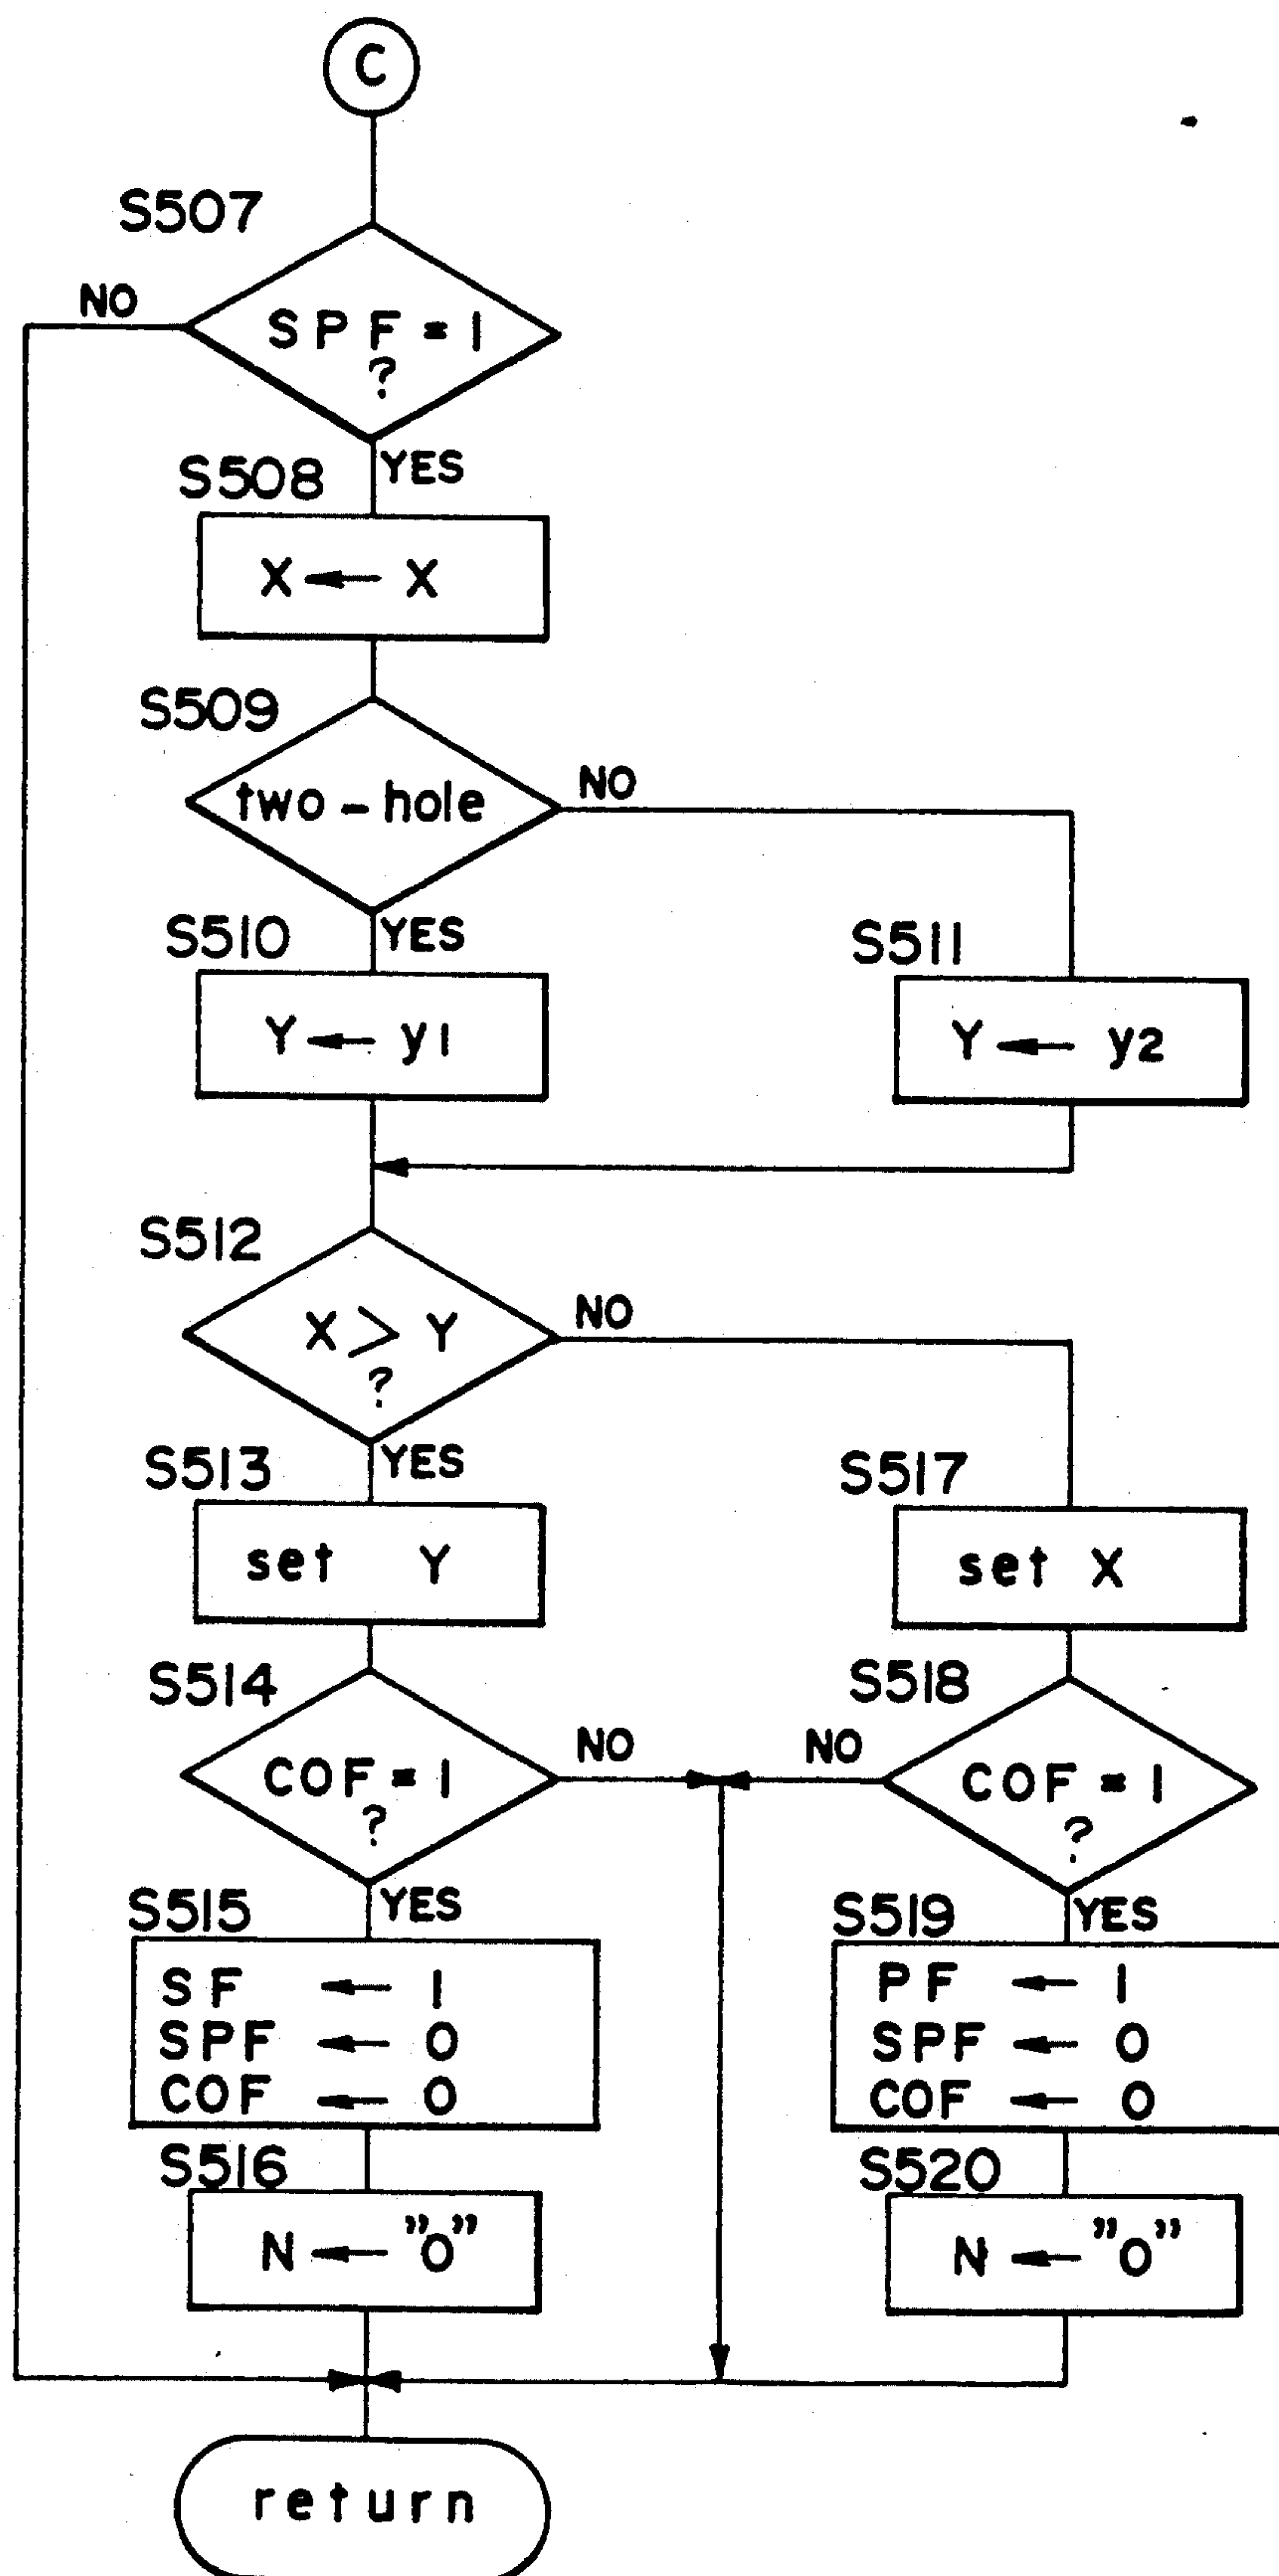 C
S507
NO
SPF = 1
?
YES
S508
X ← X
S509
two-hole
NO
YES
S510
Y ← y1
S511
Y ← y2
S512
X > Y
?
NO
YES
S513
set Y
S517
set X
S514
COF = 1
?
NO
YES
S518
NO
COF = 1
?
YES
S515
SF ← 1
SPF ← 0
COF ← 0
S519
PF ← 1
SPF ← 0
COF ← 0
S516
N ← "0"
S520
N ← "0"
return